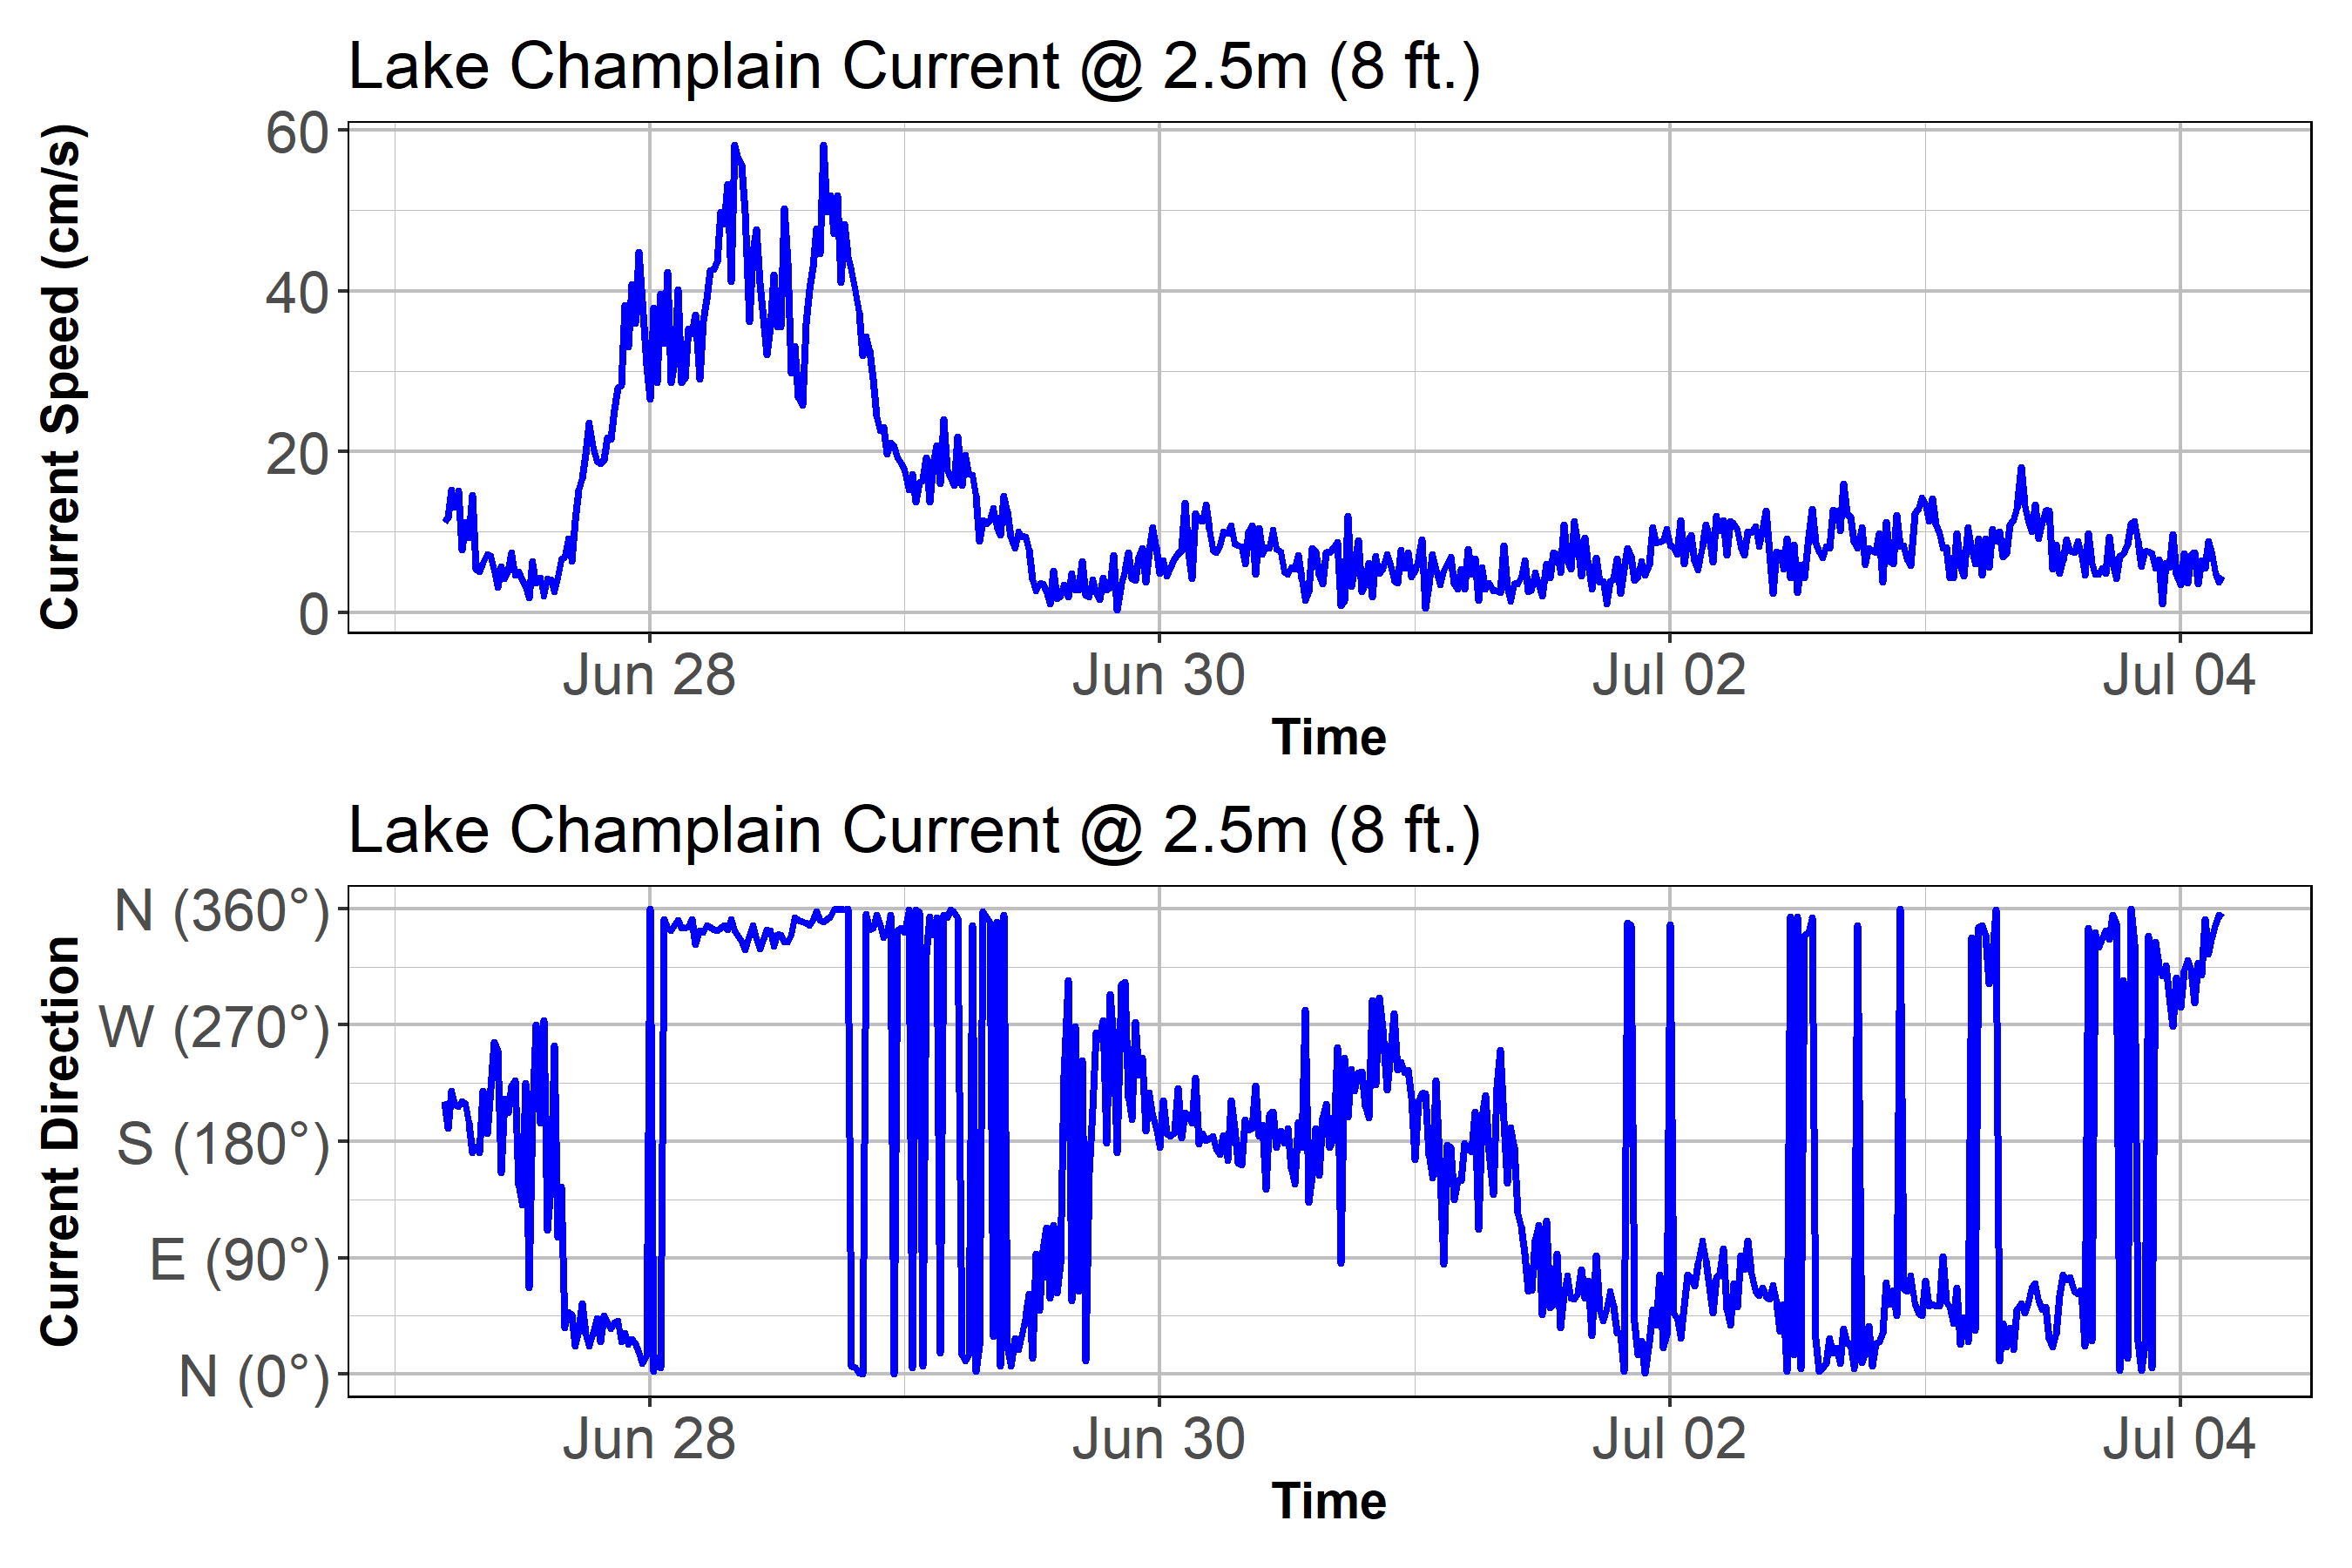 Lake Champlain Current @ 2.5m (8 ft.)
Current Speed (cm/s)
60
40
20
0
Jun 28 Jun 30 Jul 02 Jul 04
Time
Lake Champlain Current @ 2.5m (8 ft.)
Current Direction
N (360°)
W (270°)
S (180°)
E (90°)
N (0°)
Jun 28 Jun 30 Jul 02 Jul 04
Time